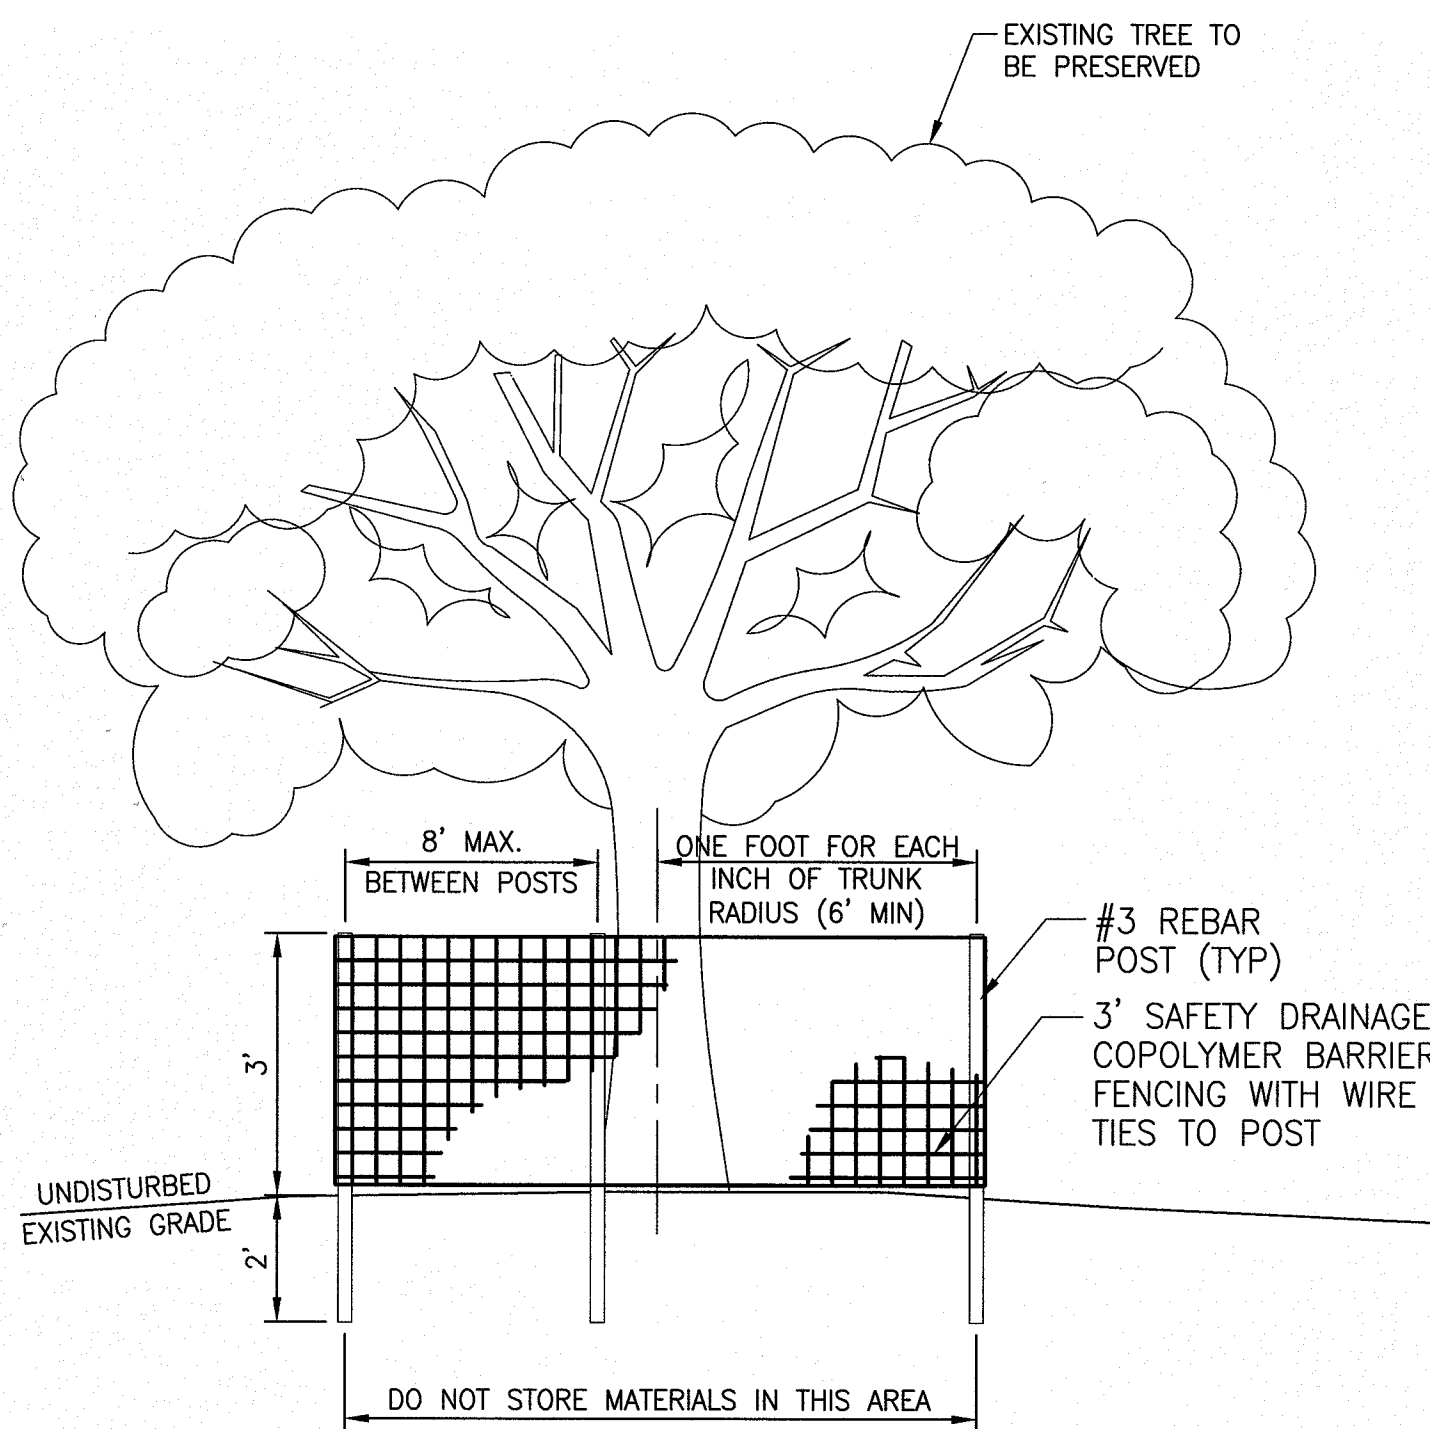 EXISTING TREE TO
BE PRESERVED
8' MAX.
BETWEEN POSTS
ONE FOOT FOR EACH
INCH OF TRUNK
RADIUS (6' MIN)
#3 REBAR
POST (TYP)
3' SAFETY DRAINAGE
COPOLYMER BARRIER
FENCING WITH WIRE
TIES TO POST
3'
UNDISTURBED
EXISTING GRADE
2'
DO NOT STORE MATERIALS IN THIS AREA